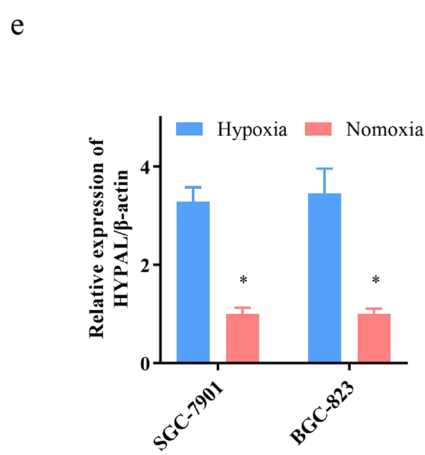 e
Hypoxia
Nomoxia
Relative expression of
HYPAL/β-actin
4
2
0
*
*
SGC-7901
BGC-823